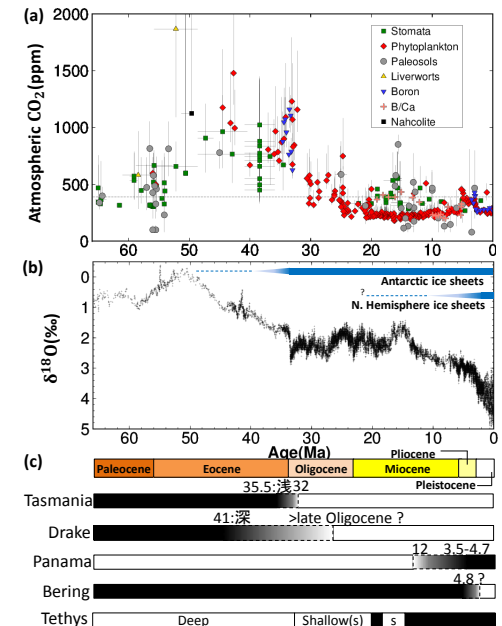 (a)
2000
1500
1000
500
0
Atmospheric CO₂(ppm)
Stomata
Phytoplankton
Paleosols
Liverworts
Boron
B/Ca
Nahcolite
60 50 40 30 20 10 0
(b)
0
1
2
3
4
5
δ¹⁸O(‰)
Antarctic ice sheets
?
N. Hemisphere ice sheets
60 50 40 30 20 10 0
Age(Ma)
Pliocene
(c)
Paleocene Eocene Oligocene Miocene
Pleistocene
35.5:浅32
Tasmania
41:深 >late Oligocene ?
Drake
12 3.5-4.7
Panama
4.8 ?
Bering
Tethys Deep Shallow(s) s